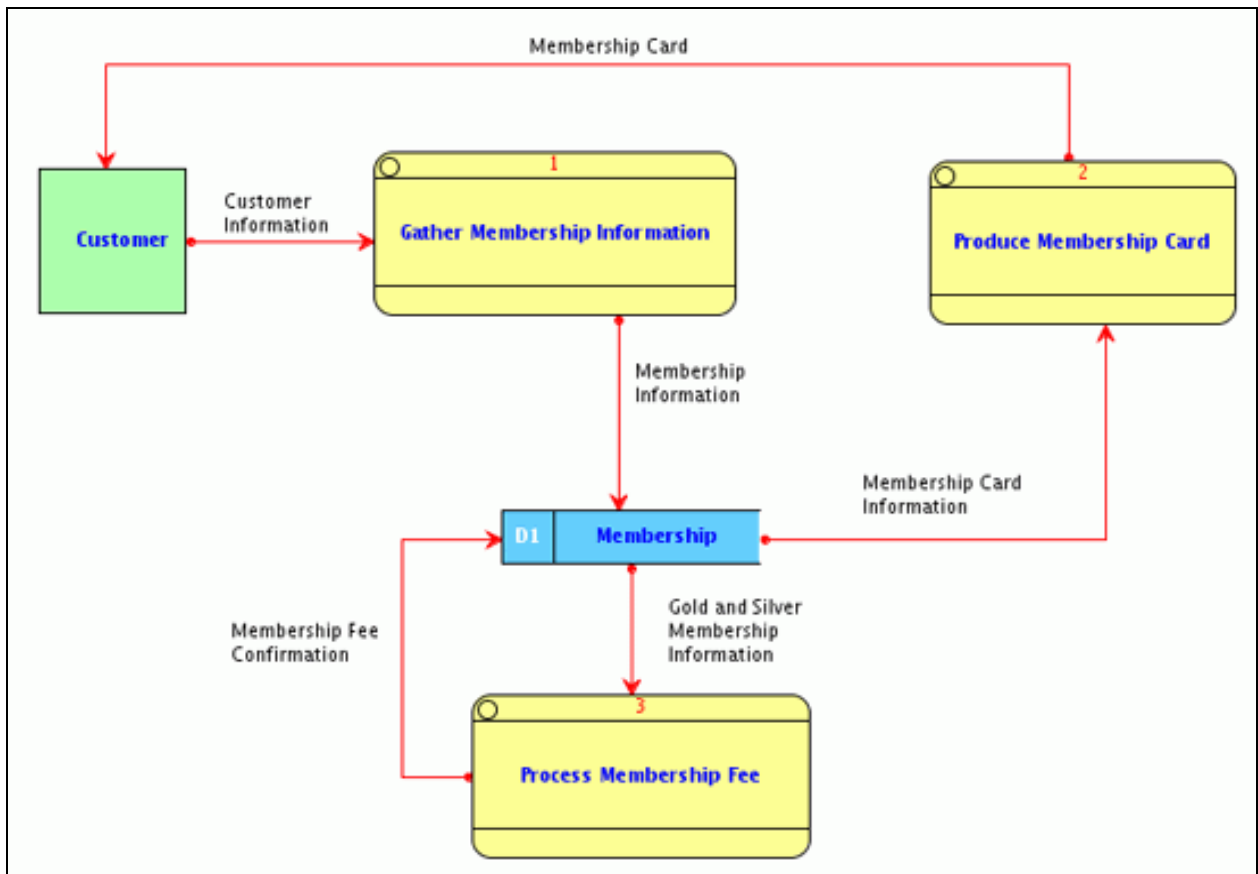 Membership Card
1
2
Customer
Information
Customer
Gather Membership Information
Produce Membership Card
Membership
Information
Membership Card
Information
D1
Membership
Gold and Silver
Membership
Information
Membership Fee
Confirmation
3
Process Membership Fee